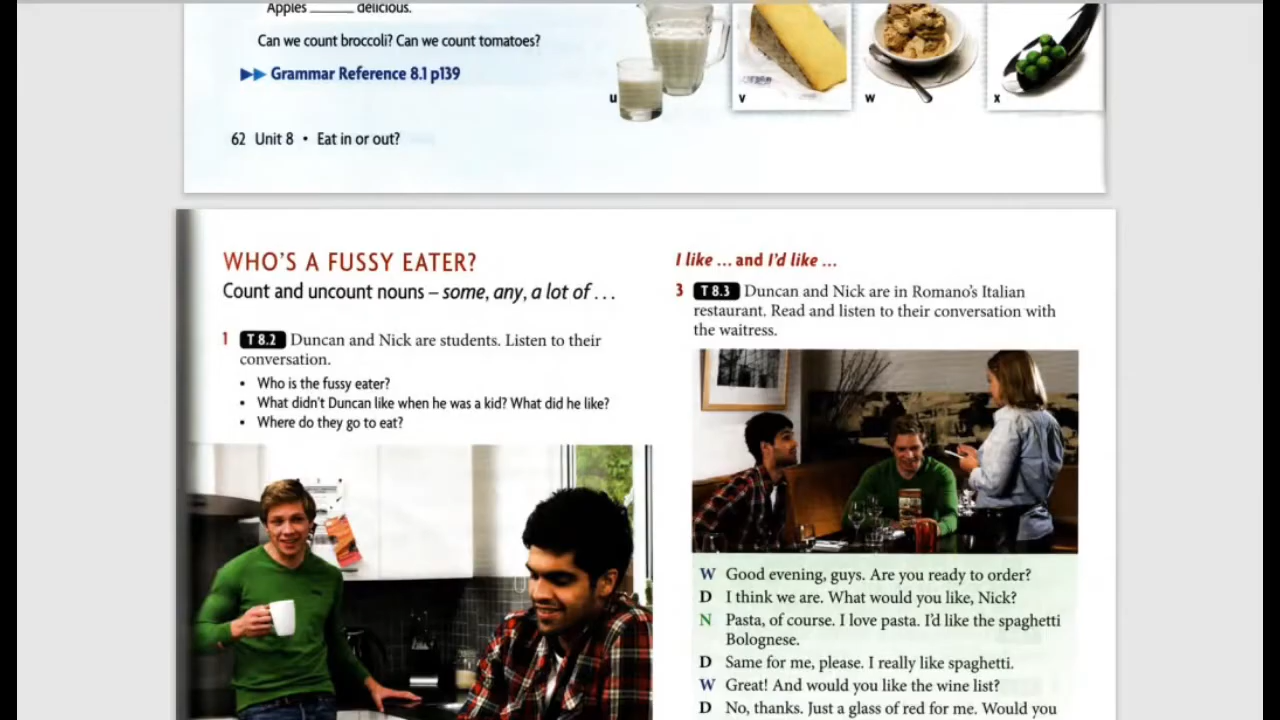 Apples ______ delicious.
Can we count broccoli? Can we count tomatoes?
▶▶ Grammar Reference 8.1 p139
u
v
w
x
62 Unit 8 • Eat in or out?
WHO'S A FUSSY EATER?
Count and uncount nouns – some, any, a lot of . . .
1 T 8.2 Duncan and Nick are students. Listen to their
conversation.
• Who is the fussy eater?
• What didn't Duncan like when he was a kid? What did he like?
• Where do they go to eat?
I like ... and I'd like ...
3 T 8.3 Duncan and Nick are in Romano's Italian
restaurant. Read and listen to their conversation with
the waitress.
W Good evening, guys. Are you ready to order?
D I think we are. What would you like, Nick?
N Pasta, of course. I love pasta. I'd like the spaghetti
Bolognese.
D Same for me, please. I really like spaghetti.
W Great! And would you like the wine list?
D No, thanks. Just a glass of red for me. Would you